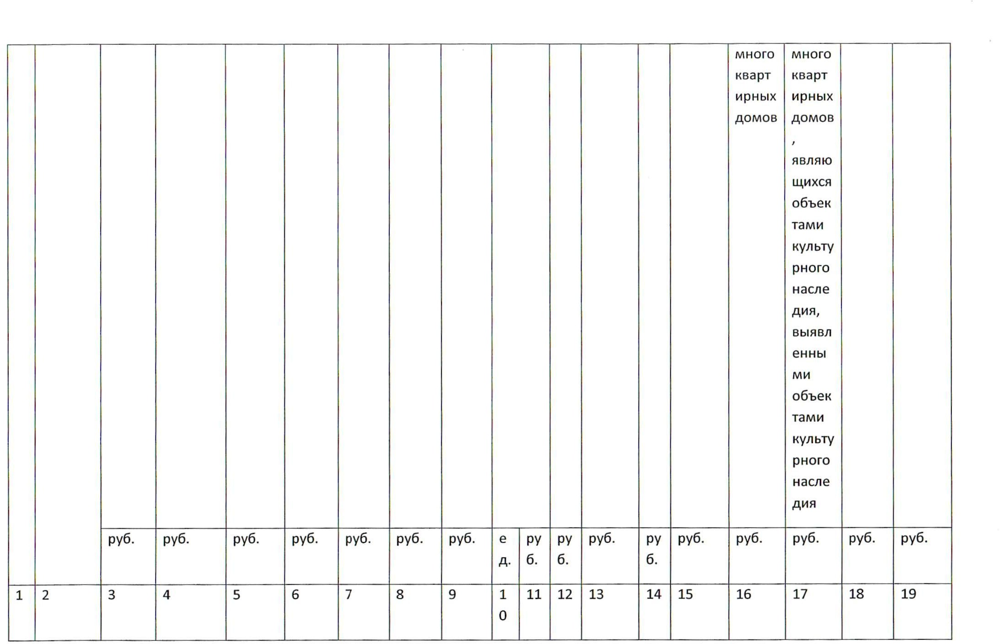 много
кварт
ирных
домов
много
кварт
ирных
домов
,
являю
щихся
объек
тами
культу
рного
насле
дия,
выявл
енны
ми
объек
тами
культу
рного
насле
дия
руб. руб. руб. руб. руб. руб. руб. е ру ру руб. ру руб. руб. руб. руб. руб.
д. б. б. б.
1 2 3 4 5 6 7 8 9 1 11 12 13 14 15 16 17 18 19
0